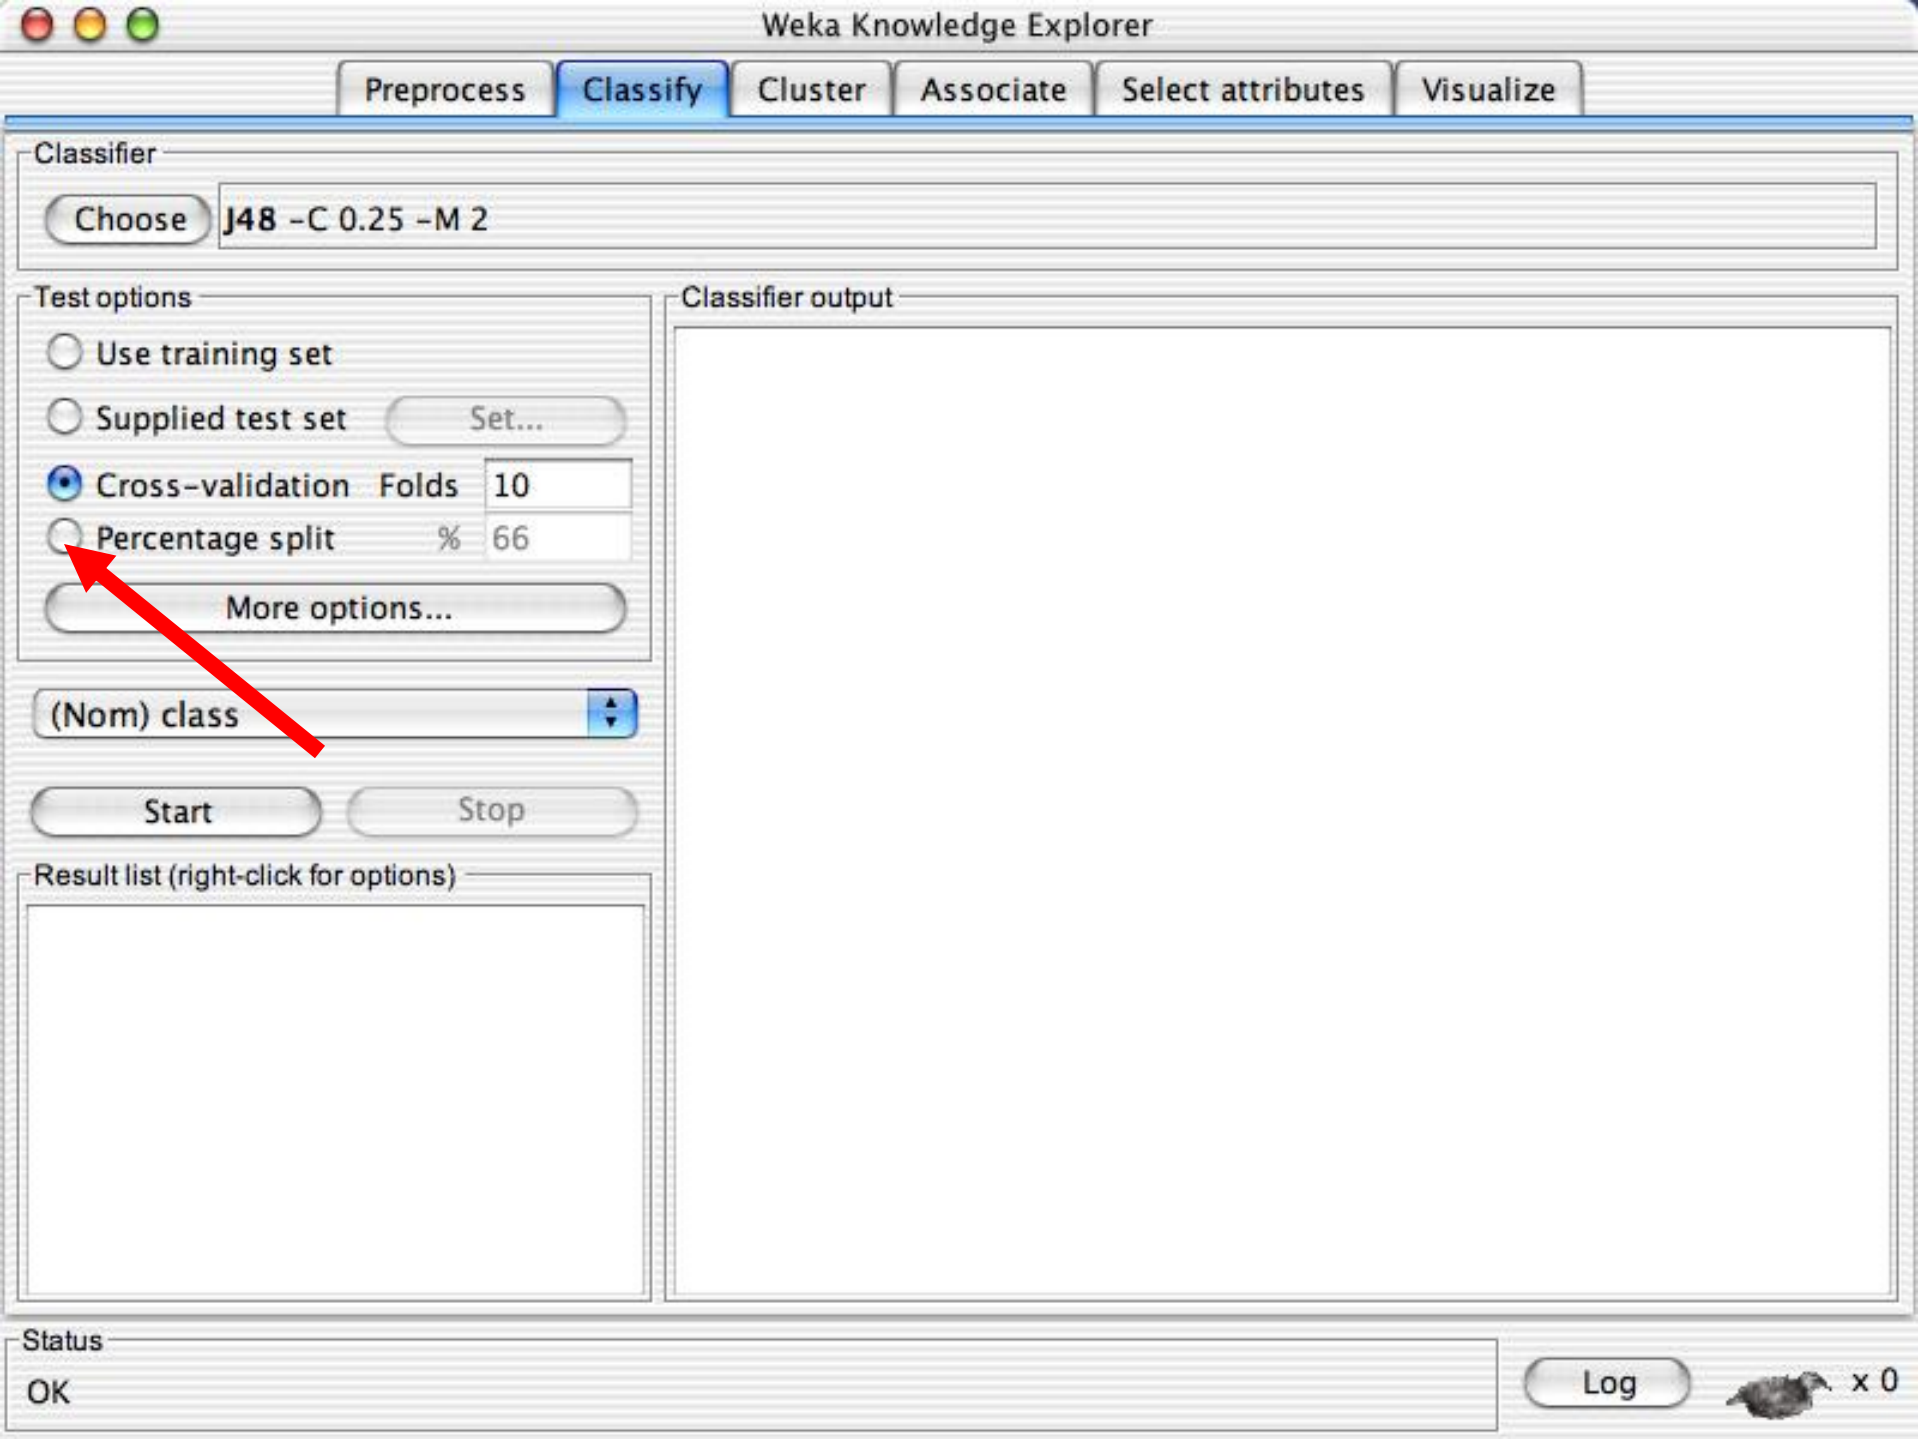 Weka Knowledge Explorer
Preprocess Classify Cluster Associate Select attributes Visualize
Classifier
Choose J48 -C 0.25 -M 2
Test options
Use training set
Supplied test set Set...
Cross-validation Folds 10
Percentage split % 66
More options...
(Nom) class
Start Stop
Result list (right-click for options)
Classifier output
Status
OK
Log x 0